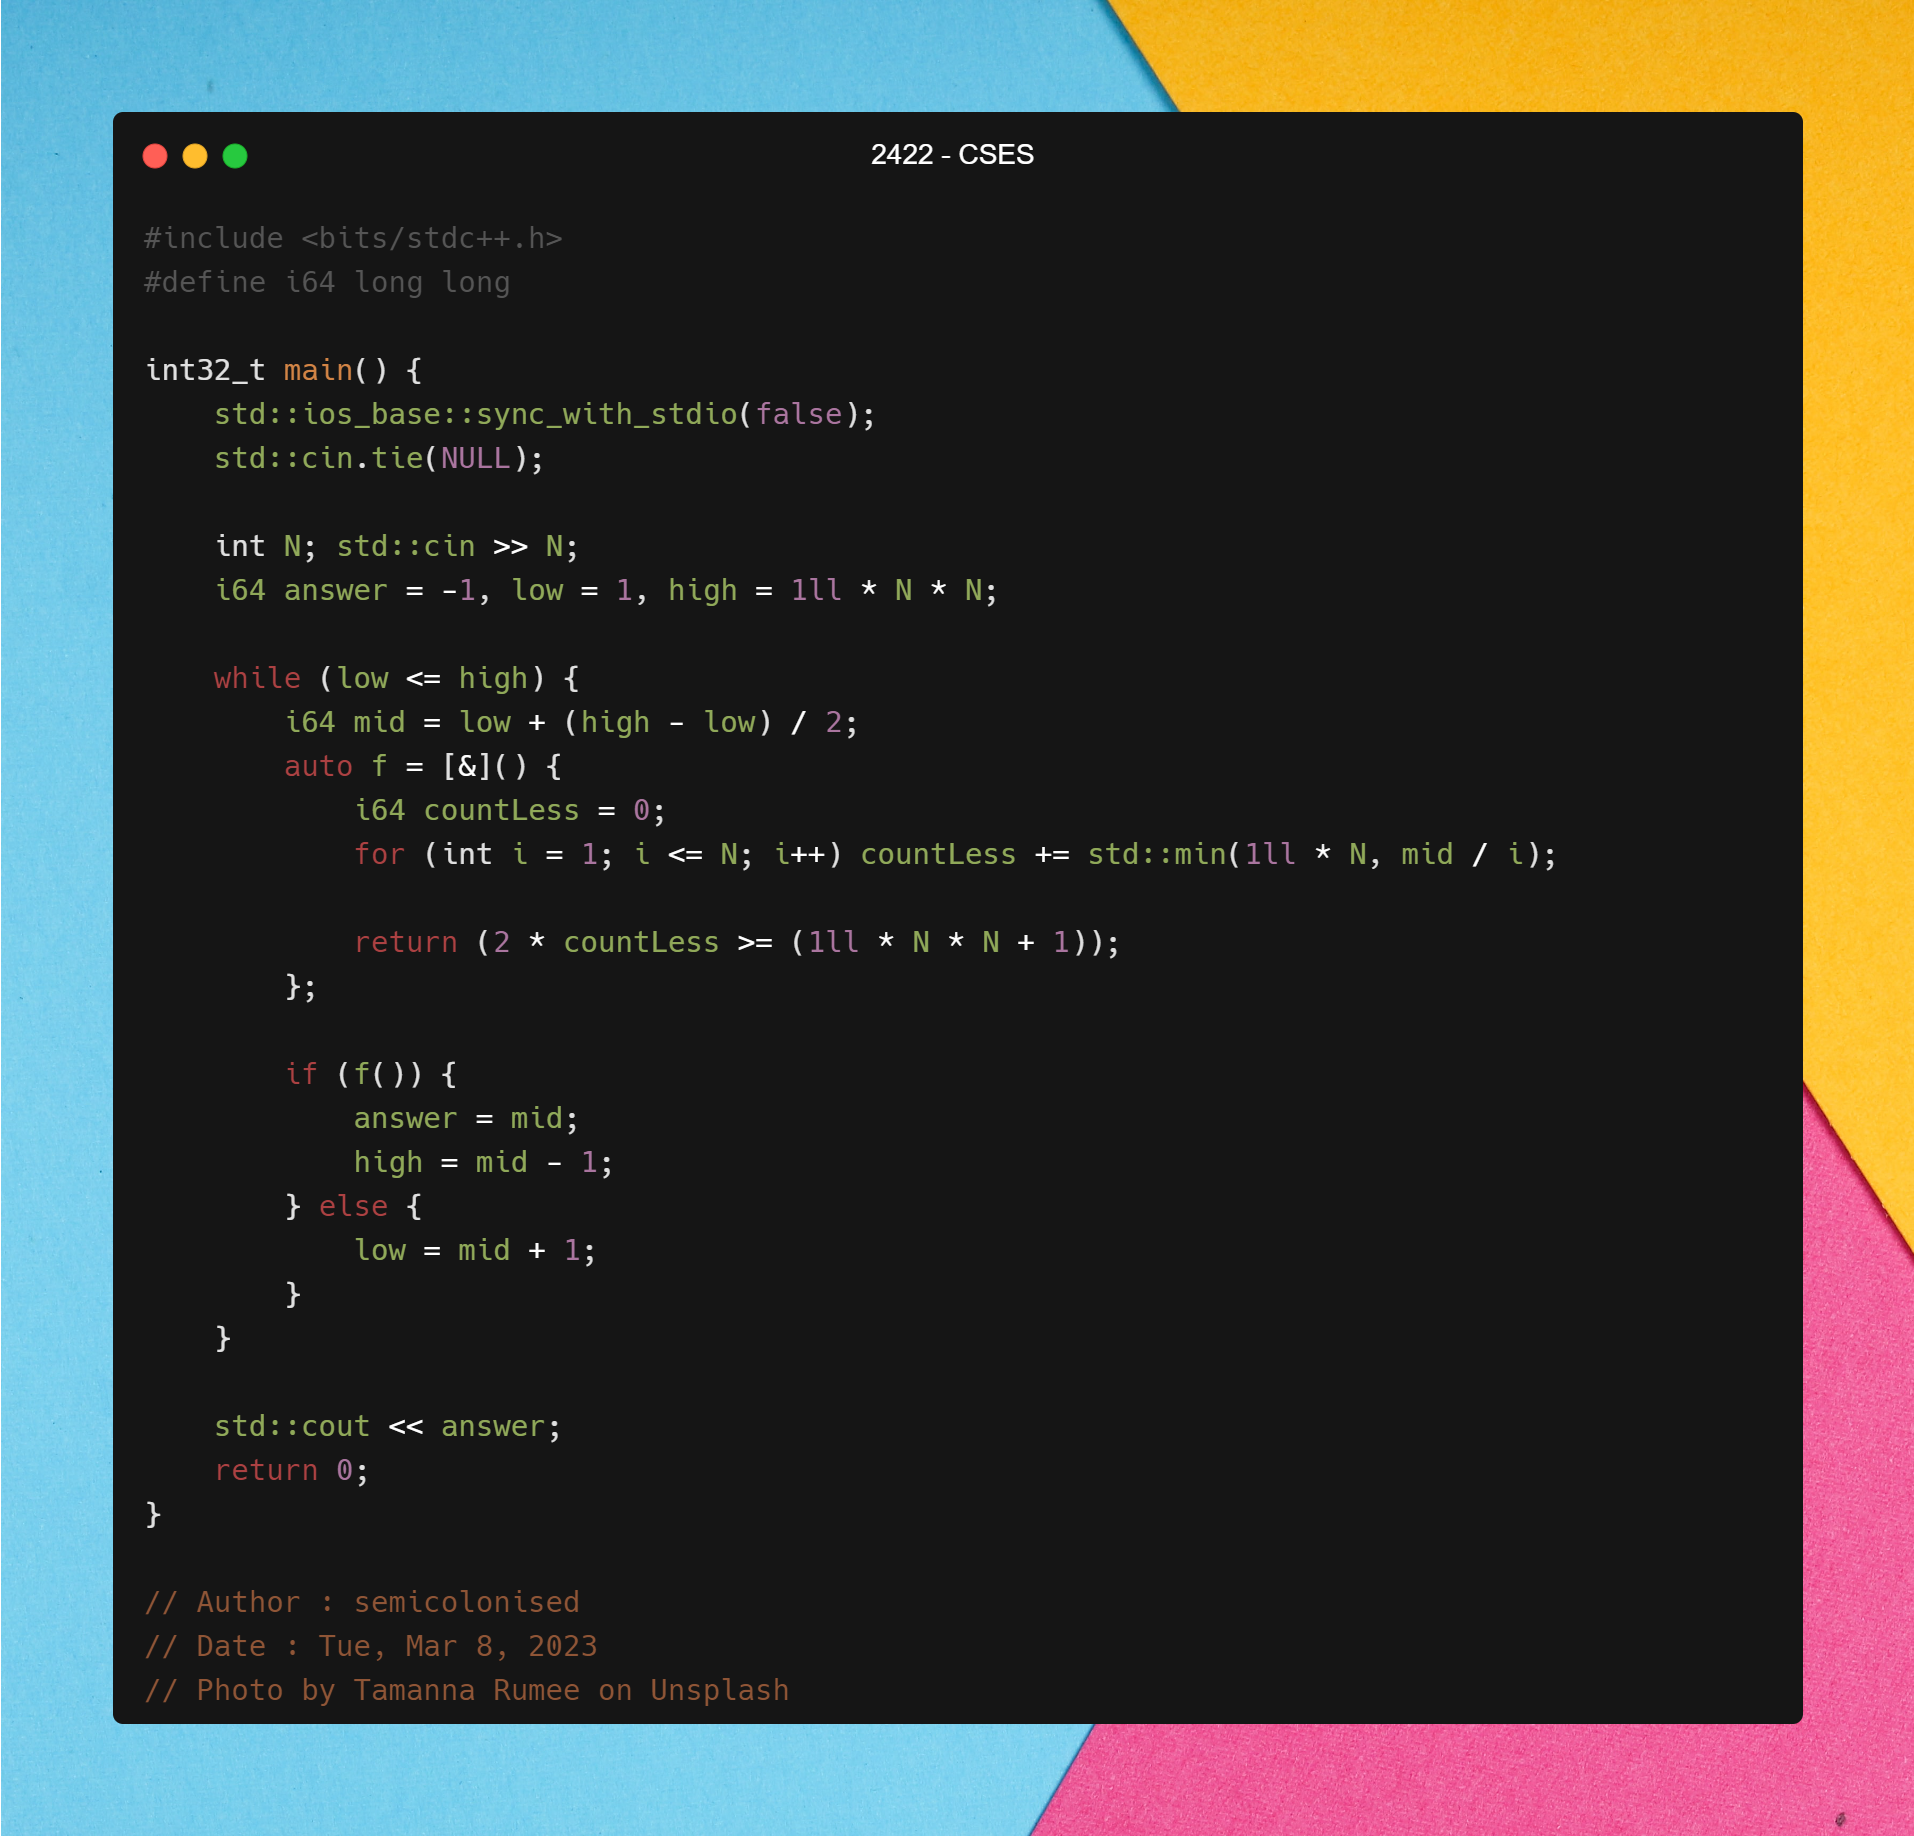 2422 - CSES
#include <bits/stdc++.h>
#define i64 long long
int32_t main() {
    std::ios_base::sync_with_stdio(false);
    std::cin.tie(NULL);
    int N; std::cin >> N;
    i64 answer = -1, low = 1, high = 1ll * N * N;
    while (low <= high) {
        i64 mid = low + (high - low) / 2;
        auto f = [&]() {
            i64 countLess = 0;
            for (int i = 1; i <= N; i++) countLess += std::min(1ll * N, mid / i);
            return (2 * countLess >= (1ll * N * N + 1));
        };
        if (f()) {
            answer = mid;
            high = mid - 1;
        } else {
            low = mid + 1;
        }
    }
    std::cout << answer;
    return 0;
}
// Author : semicolonised
// Date : Tue, Mar 8, 2023
// Photo by Tamanna Rumee on Unsplash